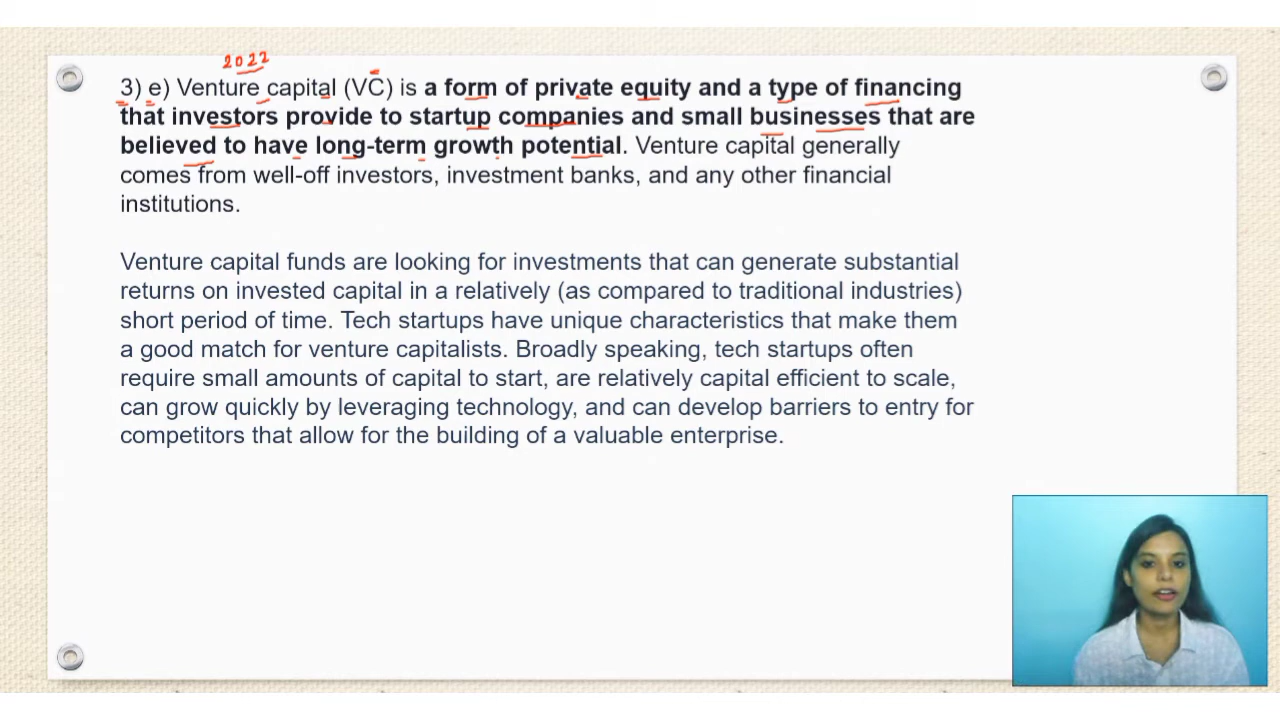 2022
3) e) Venture capital (VC) is a form of private equity and a type of financing
that investors provide to startup companies and small businesses that are
believed to have long-term growth potential. Venture capital generally
comes from well-off investors, investment banks, and any other financial
institutions.
Venture capital funds are looking for investments that can generate substantial
returns on invested capital in a relatively (as compared to traditional industries)
short period of time. Tech startups have unique characteristics that make them
a good match for venture capitalists. Broadly speaking, tech startups often
require small amounts of capital to start, are relatively capital efficient to scale,
can grow quickly by leveraging technology, and can develop barriers to entry for
competitors that allow for the building of a valuable enterprise.